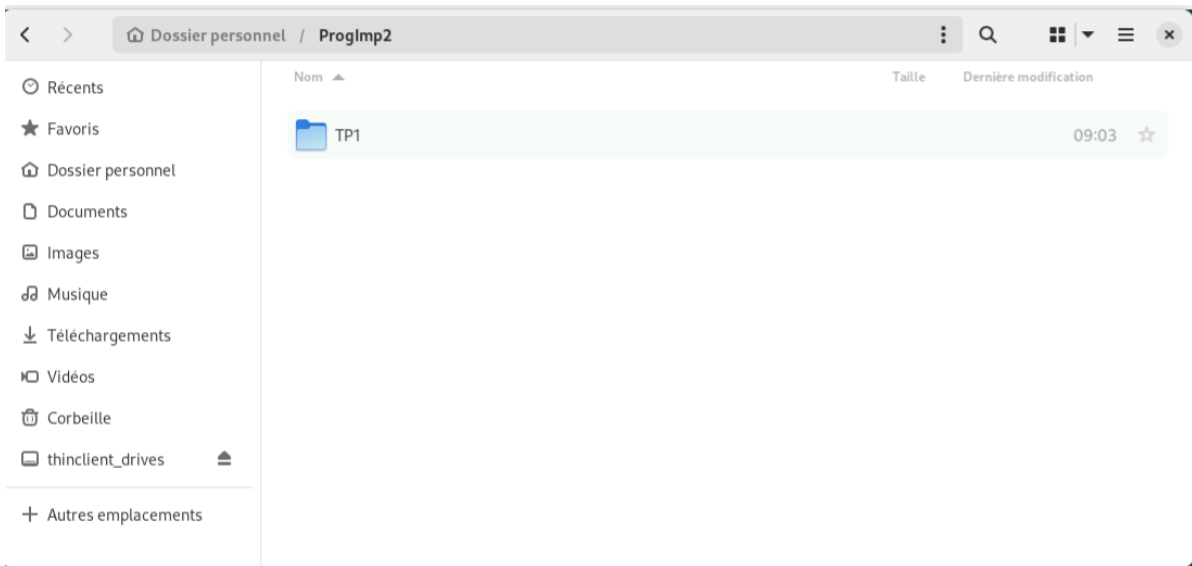 Dossier personnel / ProgImp2
Récents
Favoris
Dossier personnel
Documents
Images
Musique
Téléchargements
Vidéos
Corbeille
thinclient_drives
Autres emplacements
Nom Taille Dernière modification
TP1 09:03